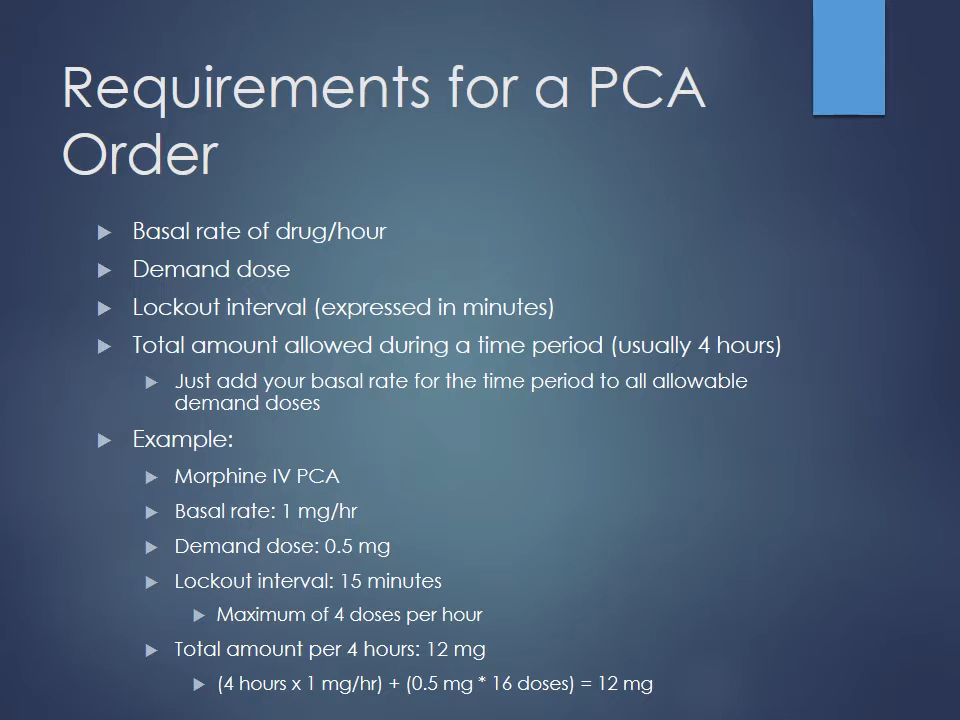 Requirements for a PCA
Order
Basal rate of drug/hour
Demand dose
Lockout interval (expressed in minutes)
Total amount allowed during a time period (usually 4 hours)
Just add your basal rate for the time period to all allowable
demand doses
Example:
Morphine IV PCA
Basal rate: 1 mg/hr
Demand dose: 0.5 mg
Lockout interval: 15 minutes
Maximum of 4 doses per hour
Total amount per 4 hours: 12 mg
(4 hours x 1 mg/hr) + (0.5 mg * 16 doses) = 12 mg